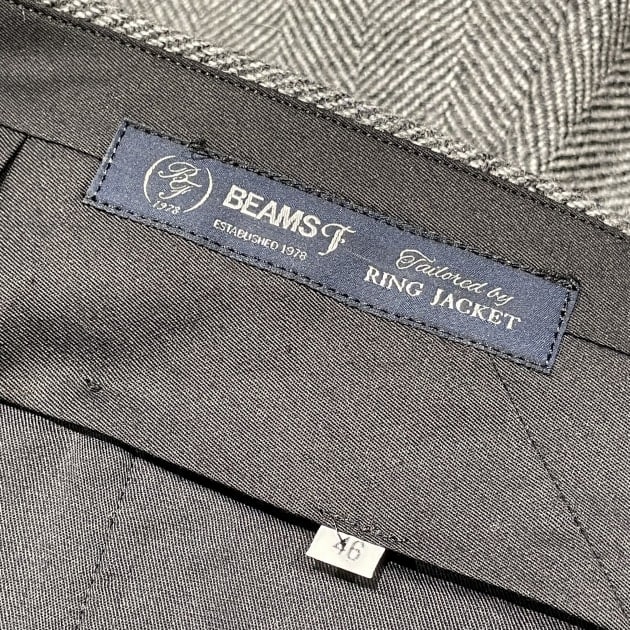 BF
1978
BEAMS F
ESTABLISHED 1978
Tailored by
RING JACKET
46